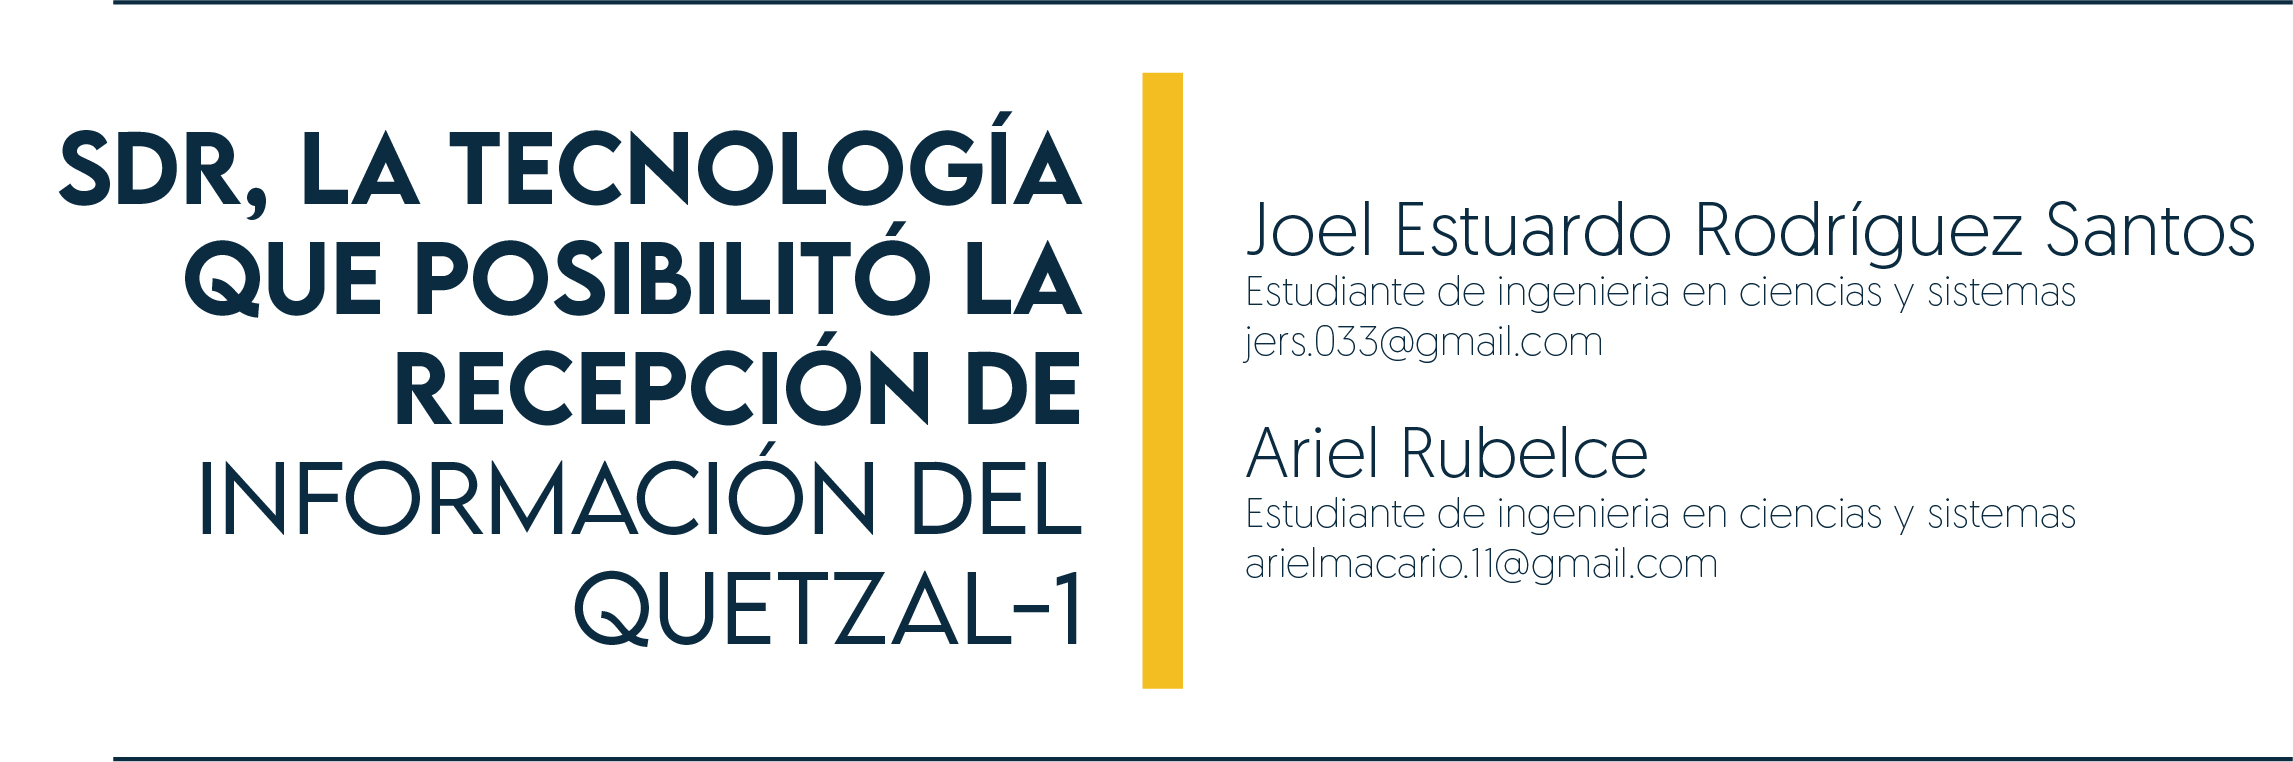 SDR, LA TECNOLOGÍA
QUE POSIBILITÓ LA
RECEPCIÓN DE
INFORMACIÓN DEL
QUETZAL-1
Joel Estuardo Rodríguez Santos
Estudiante de ingenieria en ciencias y sistemas
jers.033@gmail.com
Ariel Rubelce
Estudiante de ingenieria en ciencias y sistemas
arielmacario.11@gmail.com